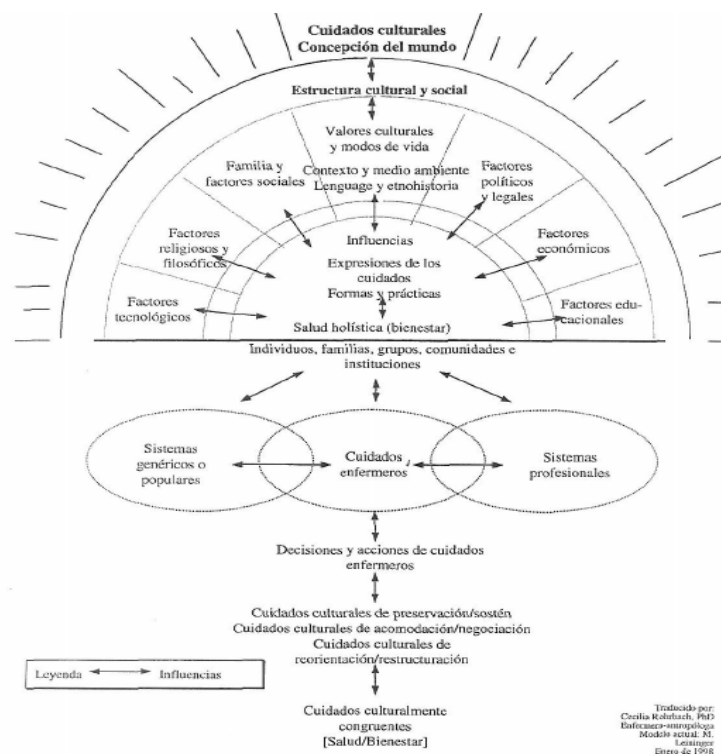 Cuidados culturales
Concepción del mundo
Estructura cultural y social
Valores culturales
y modos de vida
Familia y
factores sociales
Contexto y medio ambiente
Lenguage y etnohistoria
Factores
políticos
y legales
Factores
religiosos y
filosóficos
Influencias
Factores
económicos
Expresiones de los
cuidados
Formas y prácticas
Factores
tecnológicos
Factores edu-
cacionales
Salud holística (bienestar)
Individuos, familias, grupos, comunidades e
instituciones
Sistemas
genéricos o
populares
Cuidados
enfermeros
Sistemas
profesionales
Decisiones y acciones de cuidados
enfermeros
Cuidados culturales de preservación/sostén
Cuidados culturales de acomodación/negociación
Cuidados culturales de
reorientación/restructuración
Leyenda Influencias
Cuidados culturalmente
congruentes
[Salud/Bienestar]
Traducido por:
Cecilia Rohrbach, PhD
Enfermera-antropóloga
Modelo actual: M.
Leininger
Enero de 1998